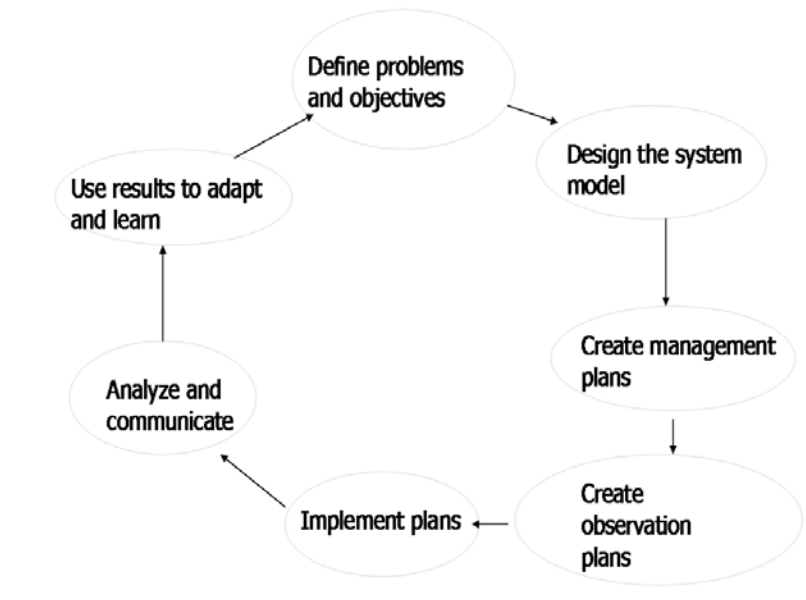 Define problems
and objectives
Design the system
model
Create management
plans
Create
observation
plans
Implement plans
Analyze and
communicate
Use results to adapt
and learn